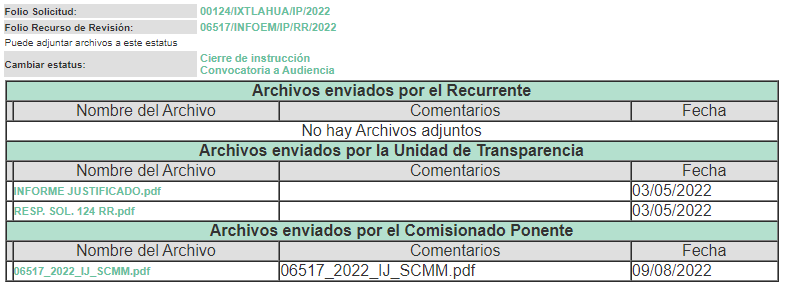 Folio Solicitud: 00124/IXTLAHUA/IP/2022
Folio Recurso de Revisión: 06517/INFOEM/IP/RR/2022
Puede adjuntar archivos a este estatus
Cambiar estatus: Cierre de instrucción
Convocatoria a Audiencia
Archivos enviados por el Recurrente
Nombre del Archivo Comentarios Fecha
No hay Archivos adjuntos
Archivos enviados por la Unidad de Transparencia
Nombre del Archivo Comentarios Fecha
INFORME JUSTIFICADO.pdf 03/05/2022
RESP. SOL. 124 RR.pdf 03/05/2022
Archivos enviados por el Comisionado Ponente
Nombre del Archivo Comentarios Fecha
06517_2022_IJ_SCMM.pdf 06517_2022_IJ_SCMM.pdf 09/08/2022